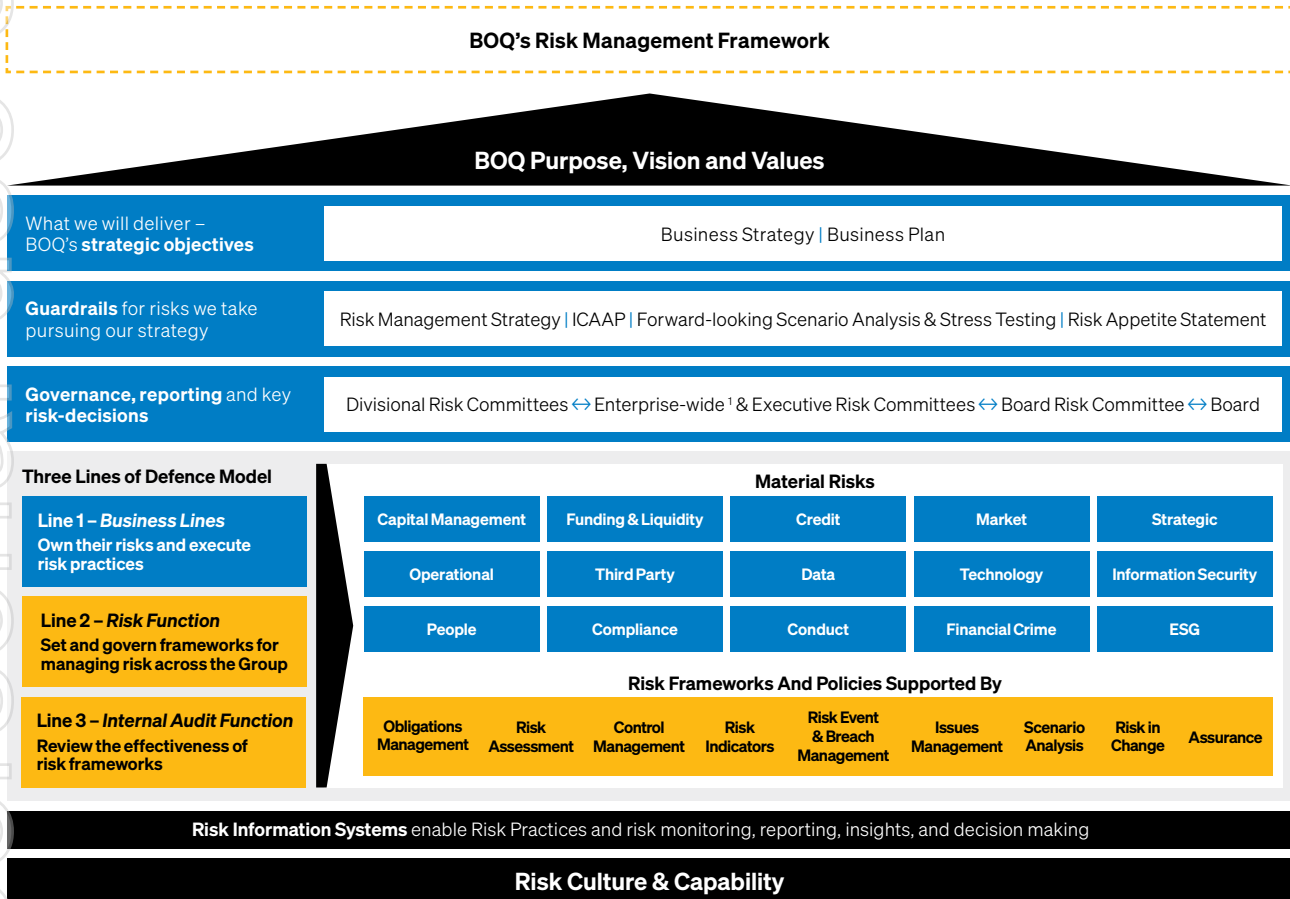 BOQ's Risk Management Framework
BOQ Purpose, Vision and Values
What we will deliver –
BOQ's strategic objectives
Business Strategy | Business Plan
Guardrails for risks we take
pursuing our strategy
Risk Management Strategy | ICAAP | Forward-looking Scenario Analysis & Stress Testing | Risk Appetite Statement
Governance, reporting and key
risk-decisions
Divisional Risk Committees ↔ Enterprise-wide ¹ & Executive Risk Committees ↔ Board Risk Committee ↔ Board
Three Lines of Defence Model
Line 1 – Business Lines
Own their risks and execute
risk practices
Line 2 – Risk Function
Set and govern frameworks for
managing risk across the Group
Line 3 – Internal Audit Function
Review the effectiveness of
risk frameworks
Material Risks
Capital Management
Funding & Liquidity
Credit
Market
Strategic
Operational
Third Party
Data
Technology
Information Security
People
Compliance
Conduct
Financial Crime
ESG
Risk Frameworks And Policies Supported By
Obligations
Management
Risk
Assessment
Control
Management
Risk
Indicators
Risk Event
& Breach
Management
Issues
Management
Scenario
Analysis
Risk in
Change
Assurance
Risk Information Systems enable Risk Practices and risk monitoring, reporting, insights, and decision making
Risk Culture & Capability